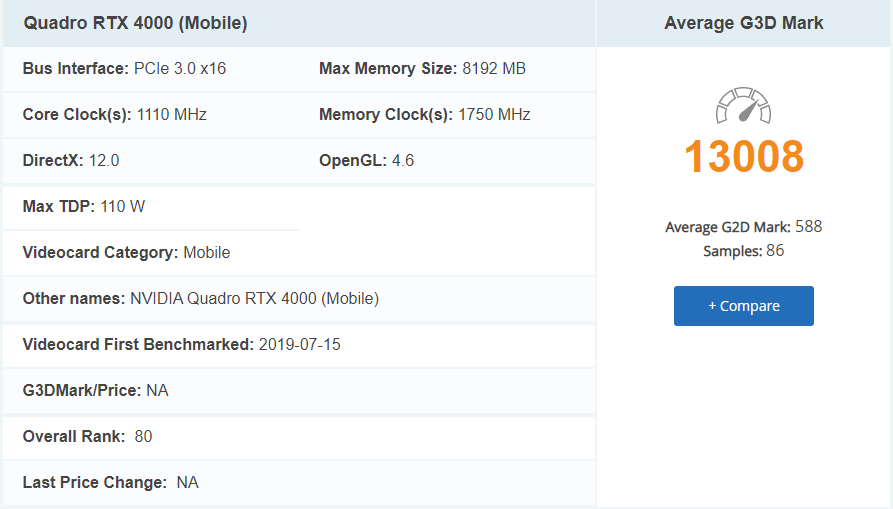 Quadro RTX 4000 (Mobile)
Average G3D Mark
Bus Interface: PCIe 3.0 x16
Max Memory Size: 8192 MB
Core Clock(s): 1110 MHz
Memory Clock(s): 1750 MHz
DirectX: 12.0
OpenGL: 4.6
Max TDP: 110 W
Videocard Category: Mobile
Other names: NVIDIA Quadro RTX 4000 (Mobile)
Videocard First Benchmarked: 2019-07-15
G3DMark/Price: NA
Overall Rank: 80
Last Price Change: NA
13008
Average G2D Mark: 588
Samples: 86
+ Compare